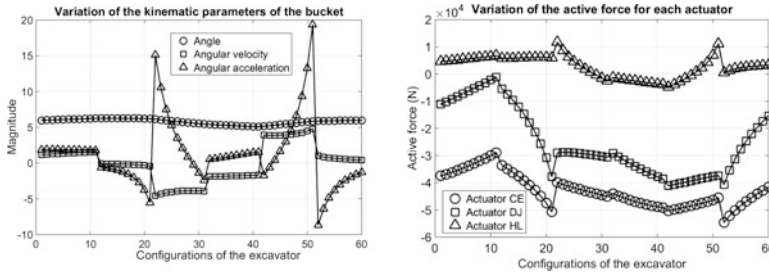 Variation of the kinematic parameters of the bucket
20
15
10
5
0
-5
-10
0 10 20 30 40 50 60
Magnitude
Configurations of the excavator
Angle
Angular velocity
Angular acceleration
Variation of the active force for each actuator
×10⁴
2
1
0
-1
-2
-3
-4
-5
-6
0 10 20 30 40 50 60
Active force (N)
Configurations of the excavator
Actuator CE
Actuator DJ
Actuator HL